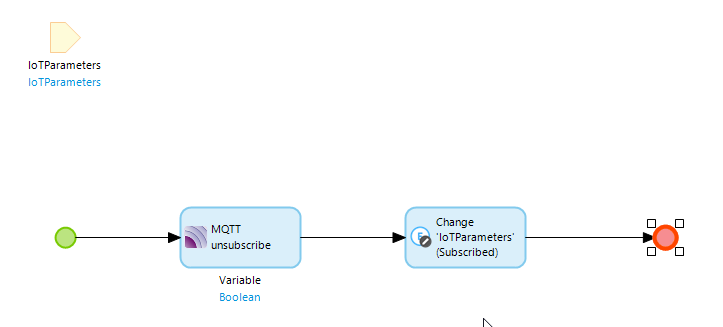 IoTParameters
IoTParameters
MQTT
unsubscribe
Variable
Boolean
Change
'IoTParameters'
(Subscribed)